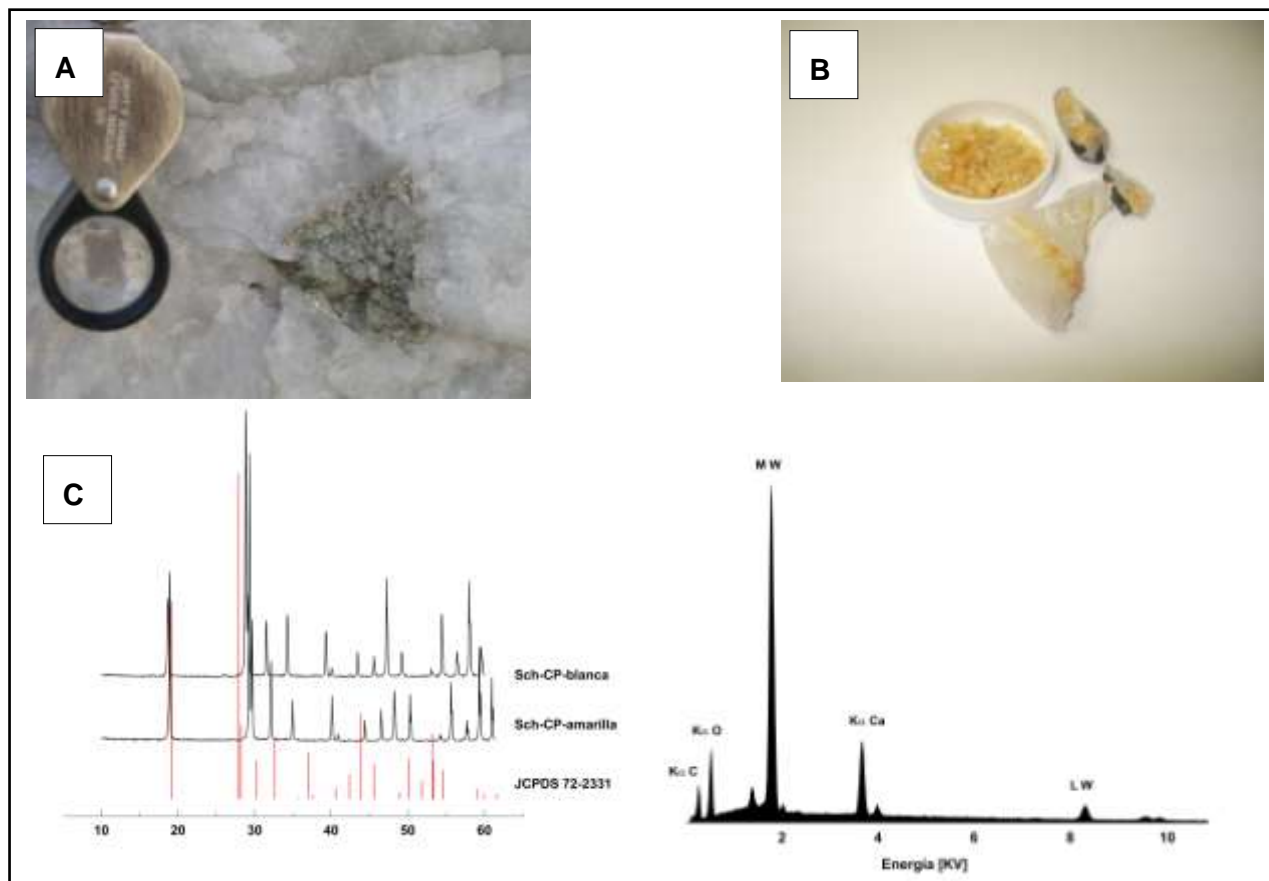 A
B
C
Sch-CP-blanca
Sch-CP-amarilla
JCPDS 72-2331
10 20 30 40 50 60
M W
Kα O
Kα C
Kα Ca
L W
2 4 6 8 10
Energía [KV]